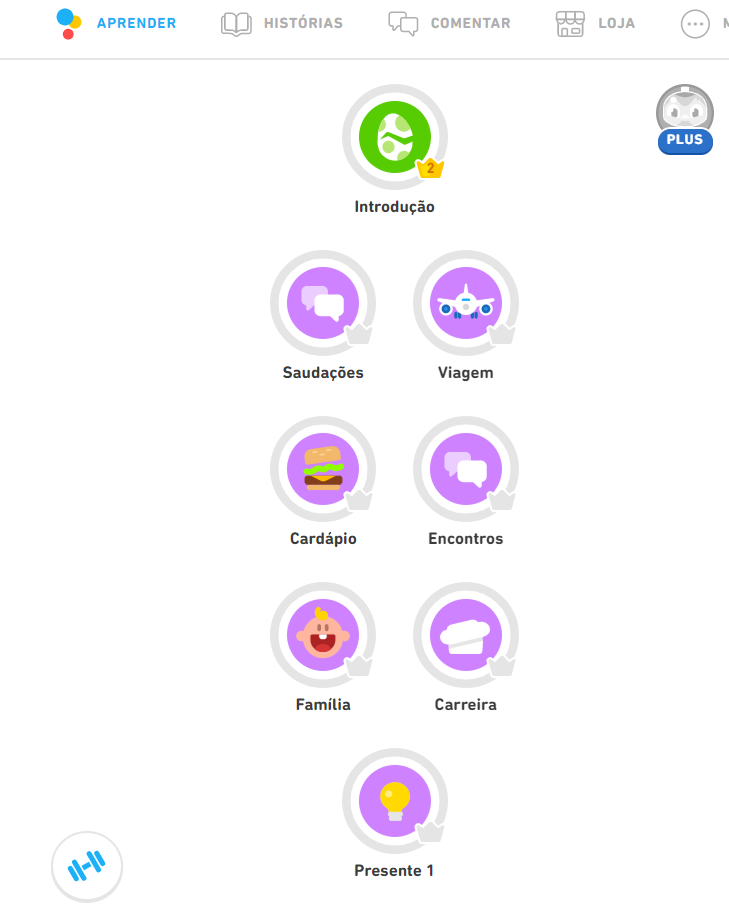 APRENDER HISTÓRIAS COMENTAR LOJA
PLUS
2
Introdução
Saudações Viagem
Cardápio Encontros
Família Carreira
Presente 1